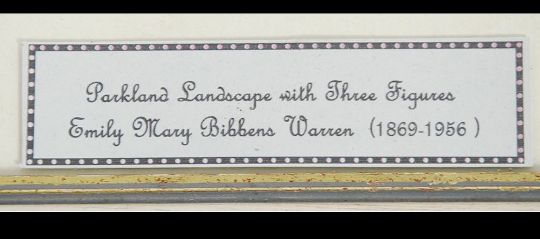 Parkland Landscape with Three Figures
Emily Mary Bibbens Warren (1869-1956 )